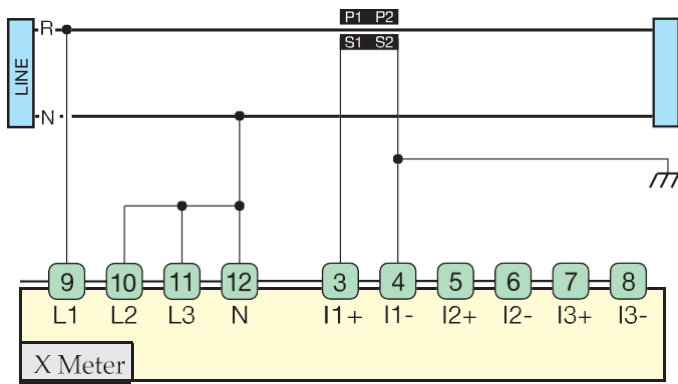 P1 P2
R
S1 S2
LINE
N
9 10 11 12 3 4 5 6 7 8
L1 L2 L3 N I1+ I1- I2+ I2- I3+ I3-
X Meter